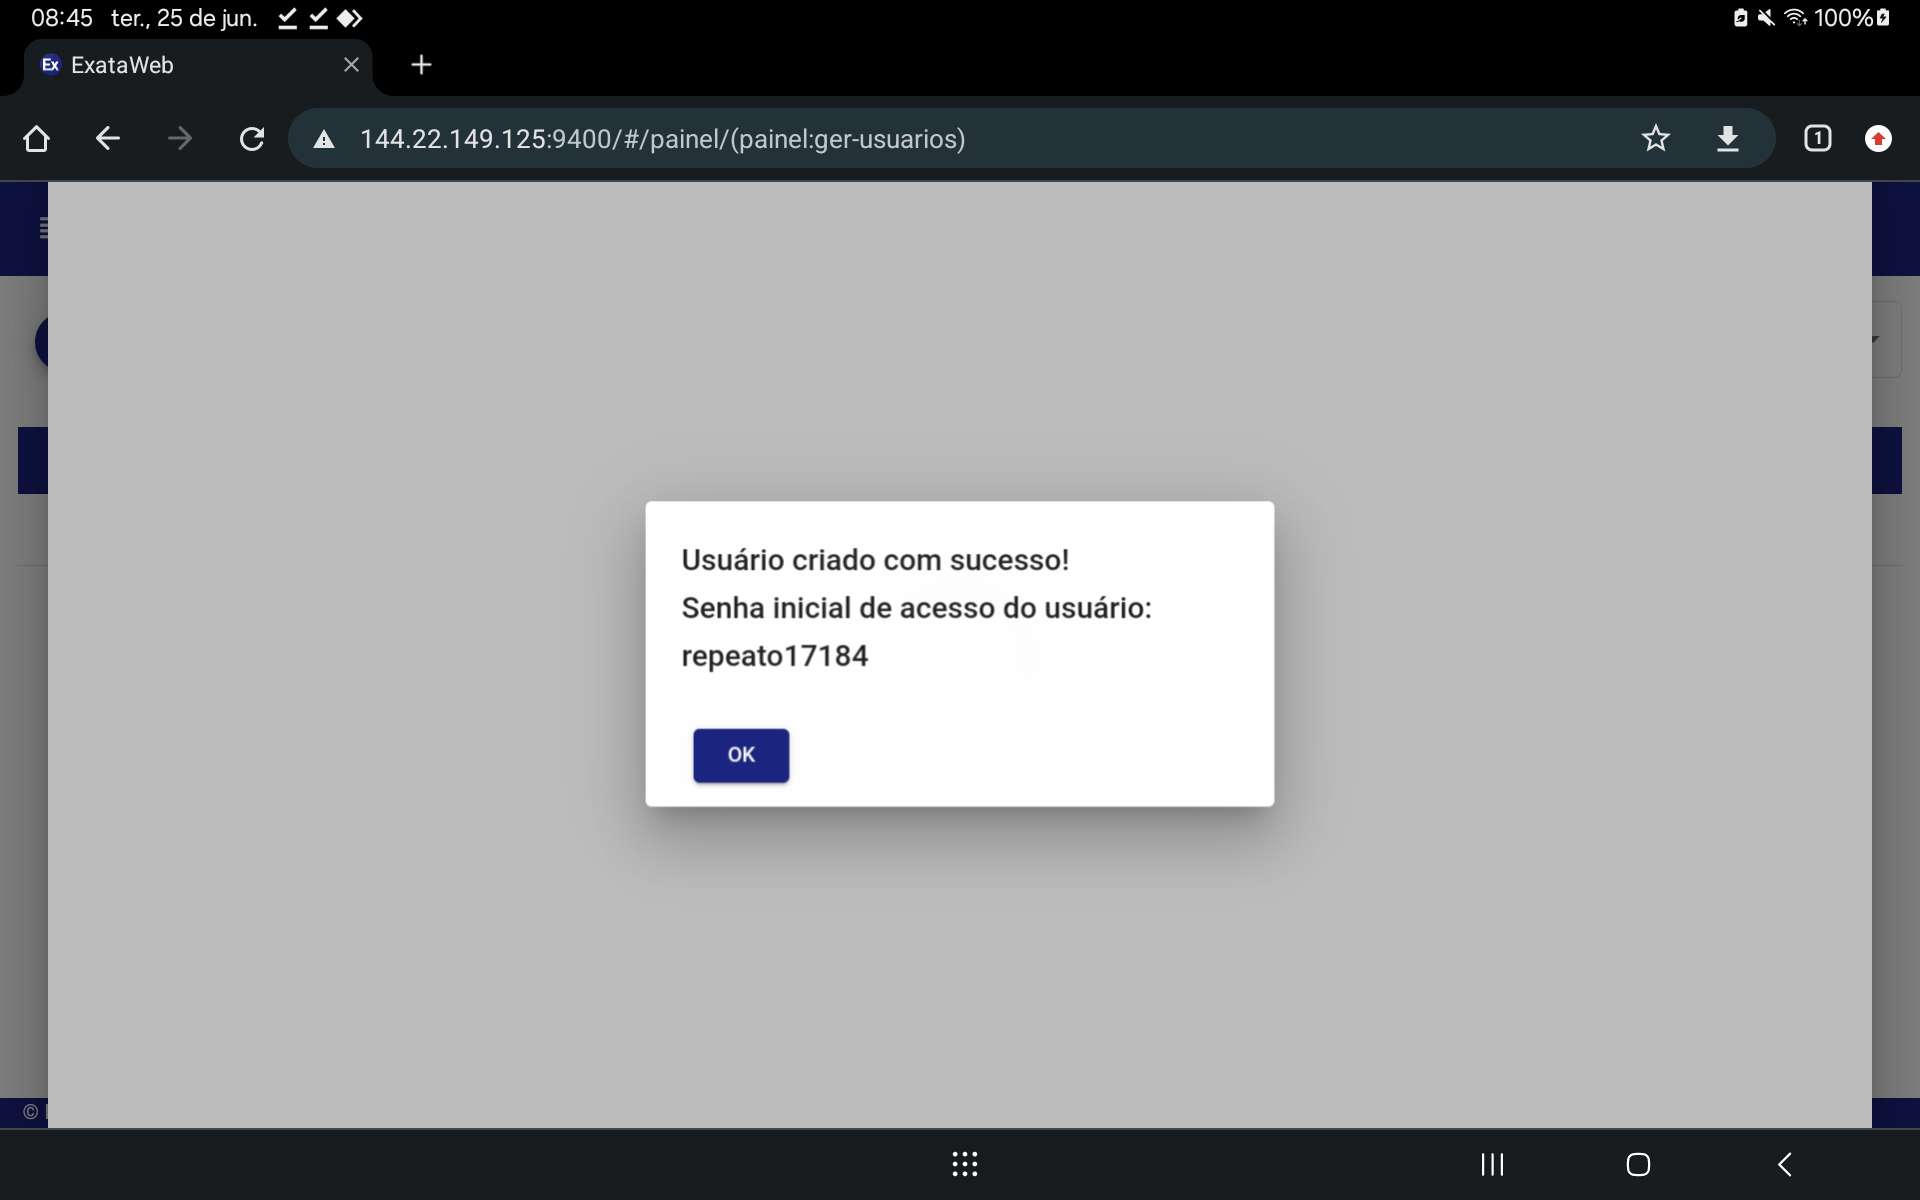 08:45 ter., 25 de jun.
100%
Ex ExataWeb
144.22.149.125:9400/#/painel/(painel:ger-usuarios)
1
Usuário criado com sucesso!
Senha inicial de acesso do usuário:
repeato17184
OK
©